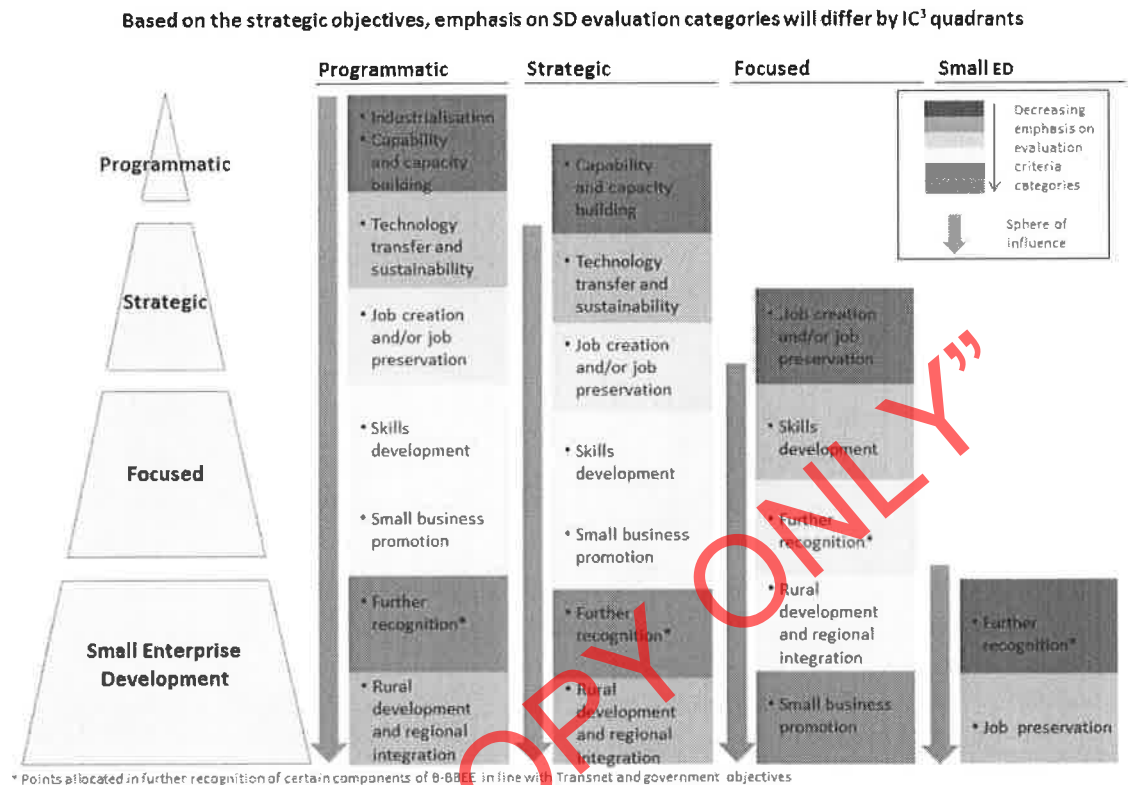 Based on the strategic objectives, emphasis on SD evaluation categories will differ by IC³ quadrants
Programmatic
Strategic
Focused
Small ED
Programmatic
Strategic
Focused
Small Enterprise
Development
• Industrialisation
• Capability
and capacity
building
• Technology
transfer and
sustainability
• Job creation
and/or job
preservation
• Skills
development
• Small business
promotion
• Further
recognition*
• Rural
development
and regional
integration
• Capability
and capacity
building
• Technology
transfer and
sustainability
• Job creation
and/or job
preservation
• Skills
development
• Small business
promotion
• Further
recognition*
• Rural
development
and regional
integration
• Job creation
and/or job
preservation
• Skills
development
• Further
recognition*
• Rural
development
and regional
integration
• Small business
promotion
• Further
recognition*
• Job preservation
Decreasing
emphasis on
evaluation
criteria
categories
Sphere of
influence
* Points allocated in further recognition of certain components of B-BBEE in line with Transnet and government objectives
OPY ONLY”